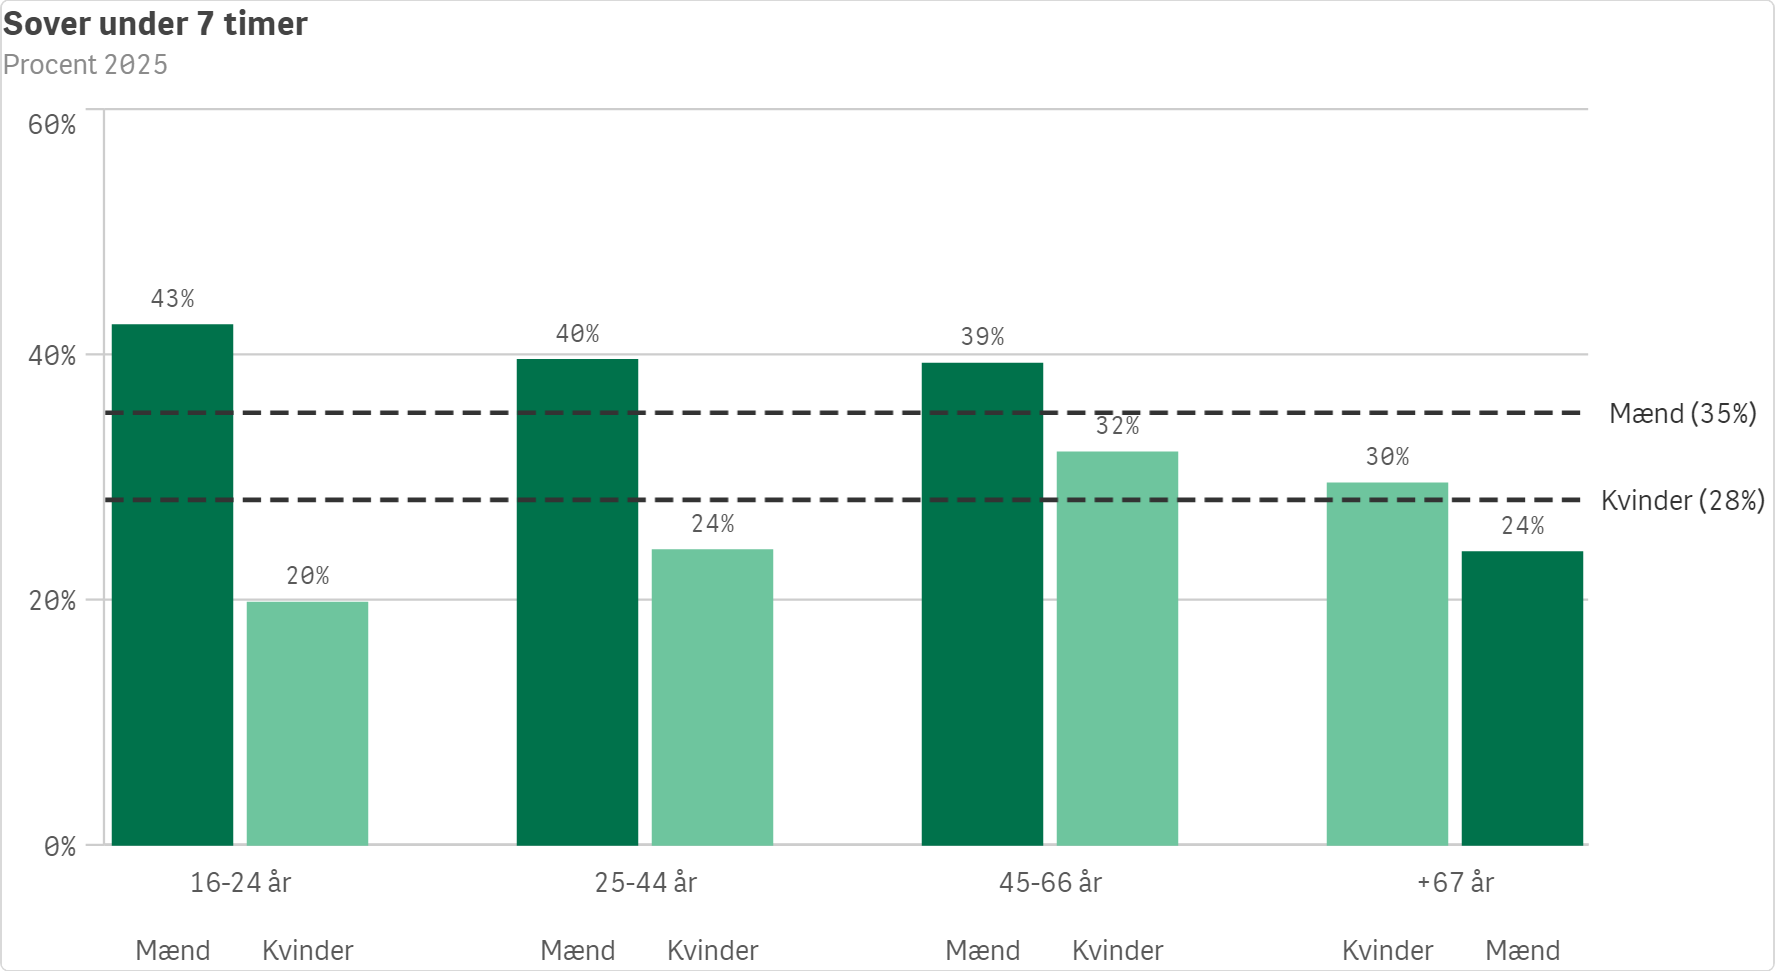 Sover under 7 timer
Procent 2025
60%
40%
20%
0%
43%
20%
40%
24%
39%
32%
30%
24%
Mænd (35%)
Kvinder (28%)
16-24 år
25-44 år
45-66 år
+67 år
Mænd Kvinder Mænd Kvinder Mænd Kvinder Kvinder Mænd